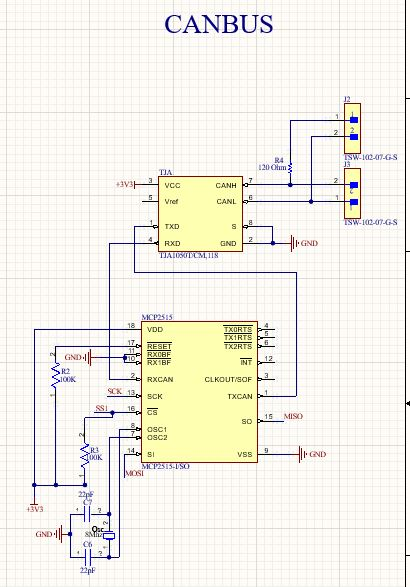 CANBUS
J2
1
2
TSW-102-07-G-S
R4
120 Ohm
J3
2
1
TSW-102-07-G-S
TJA
+3V3 3 VCC CANH 7
5 Vref CANL 6
1 TXD S 8
4 RXD GND 2 GND
TJA1050T/CM,118
MCP2515
18 VDD TX0RTS 4
TX1RTS 5
17 RESET TX2RTS 6
GND 11 RX0BF
10 RX1BF INT 12
2 RXCAN CLKOUT/SOF 3
SCK 13 SCK TXCAN 1
SS1 16 CS
SO 15 MISO
8 OSC1
7 OSC2
14 SI VSS 9 GND
MOSI
MCP2515-I/SO
R2
100K
R3
100K
+3V3
22pF
C7
1 2
GND
Osc
8Mhz
C6
1 2
22pF